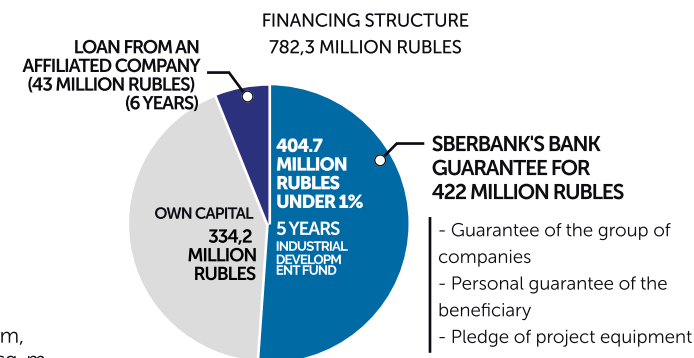 FINANCING STRUCTURE
782,3 MILLION RUBLES
LOAN FROM AN
AFFILIATED COMPANY
(43 MILLION RUBLES)
(6 YEARS)
404.7
MILLION
RUBLES
UNDER 1%
5 YEARS
INDUSTRIAL
DEVELOPM
ENT FUND
OWN CAPITAL
334,2
MILLION
RUBLES
SBERBANK'S BANK
GUARANTEE FOR
422 MILLION RUBLES
- Guarantee of the group of
companies
- Personal guarantee of the
beneficiary
- Pledge of project equipment